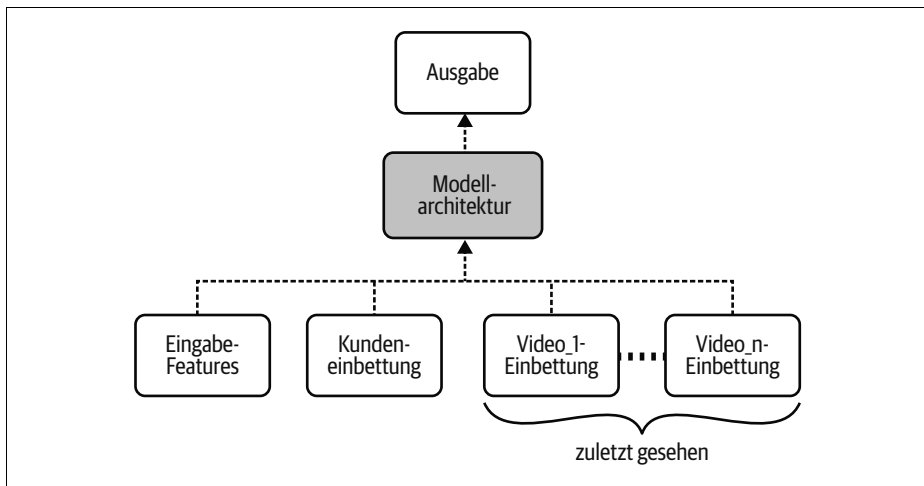 Ausgabe
Modell-
architektur
Eingabe-
Features
Kunden-
einbettung
Video_1-
Einbettung
Video_n-
Einbettung
zuletzt gesehen